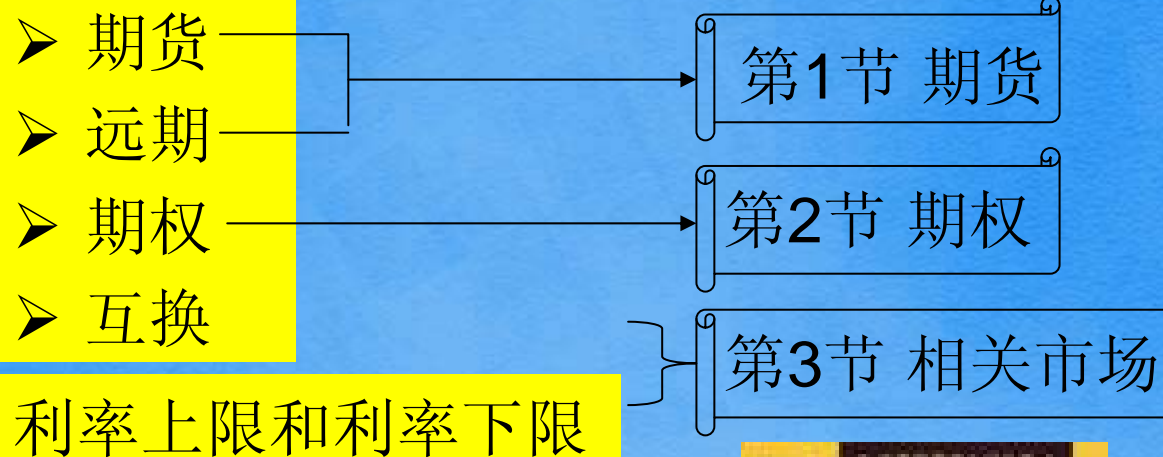 ➢ 期货
➢ 远期
➢ 期权
➢ 互换
利率上限和利率下限
第1节 期货
第2节 期权
第3节 相关市场